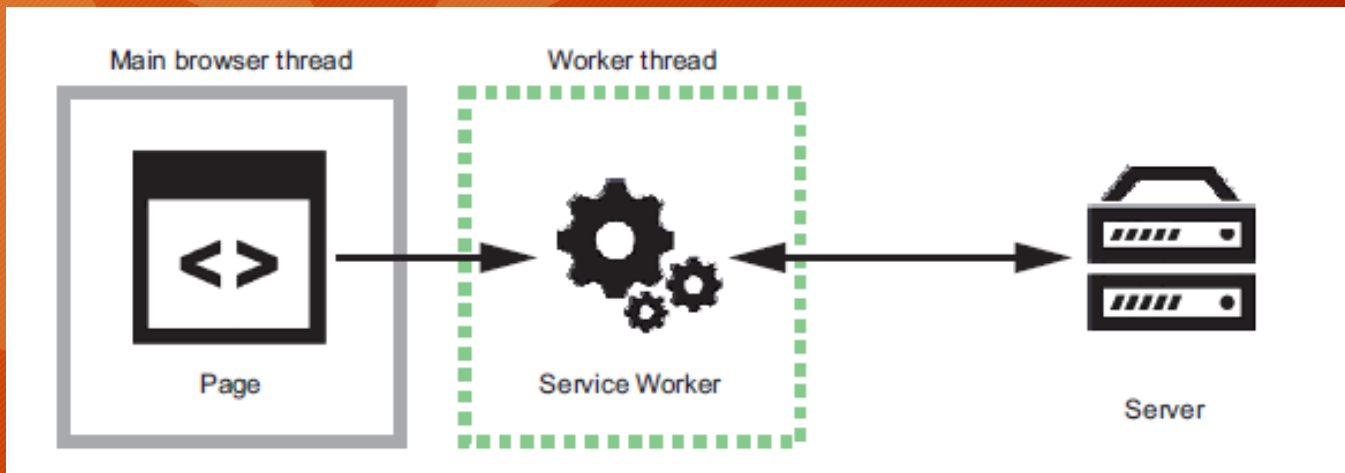 Main browser thread
Worker thread
<>
Page
Service Worker
Server